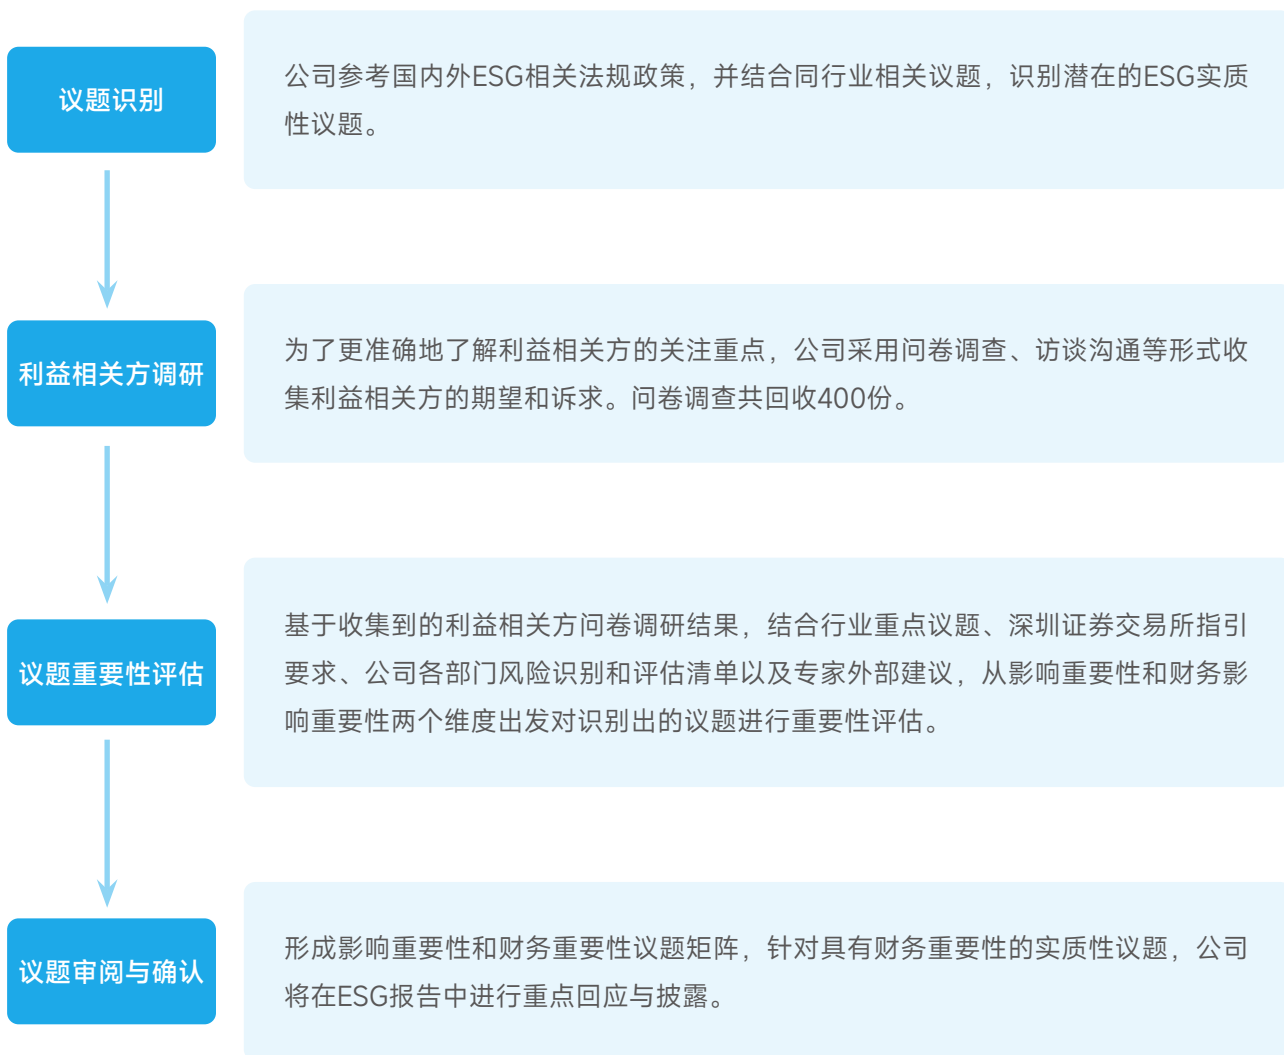 议题识别
公司参考国内外ESG相关法规政策，并结合同行业相关议题，识别潜在的ESG实质
性议题。
利益相关方调研
为了更准确地了解利益相关方的关注重点，公司采用问卷调查、访谈沟通等形式收
集利益相关方的期望和诉求。问卷调查共回收400份。
议题重要性评估
基于收集到的利益相关方问卷调研结果，结合行业重点议题、深圳证券交易所指引
要求、公司各部门风险识别和评估清单以及专家外部建议，从影响重要性和财务影
响重要性两个维度出发对识别出的议题进行重要性评估。
议题审阅与确认
形成影响重要性和财务重要性议题矩阵，针对具有财务重要性的实质性议题，公司
将在ESG报告中进行重点回应与披露。